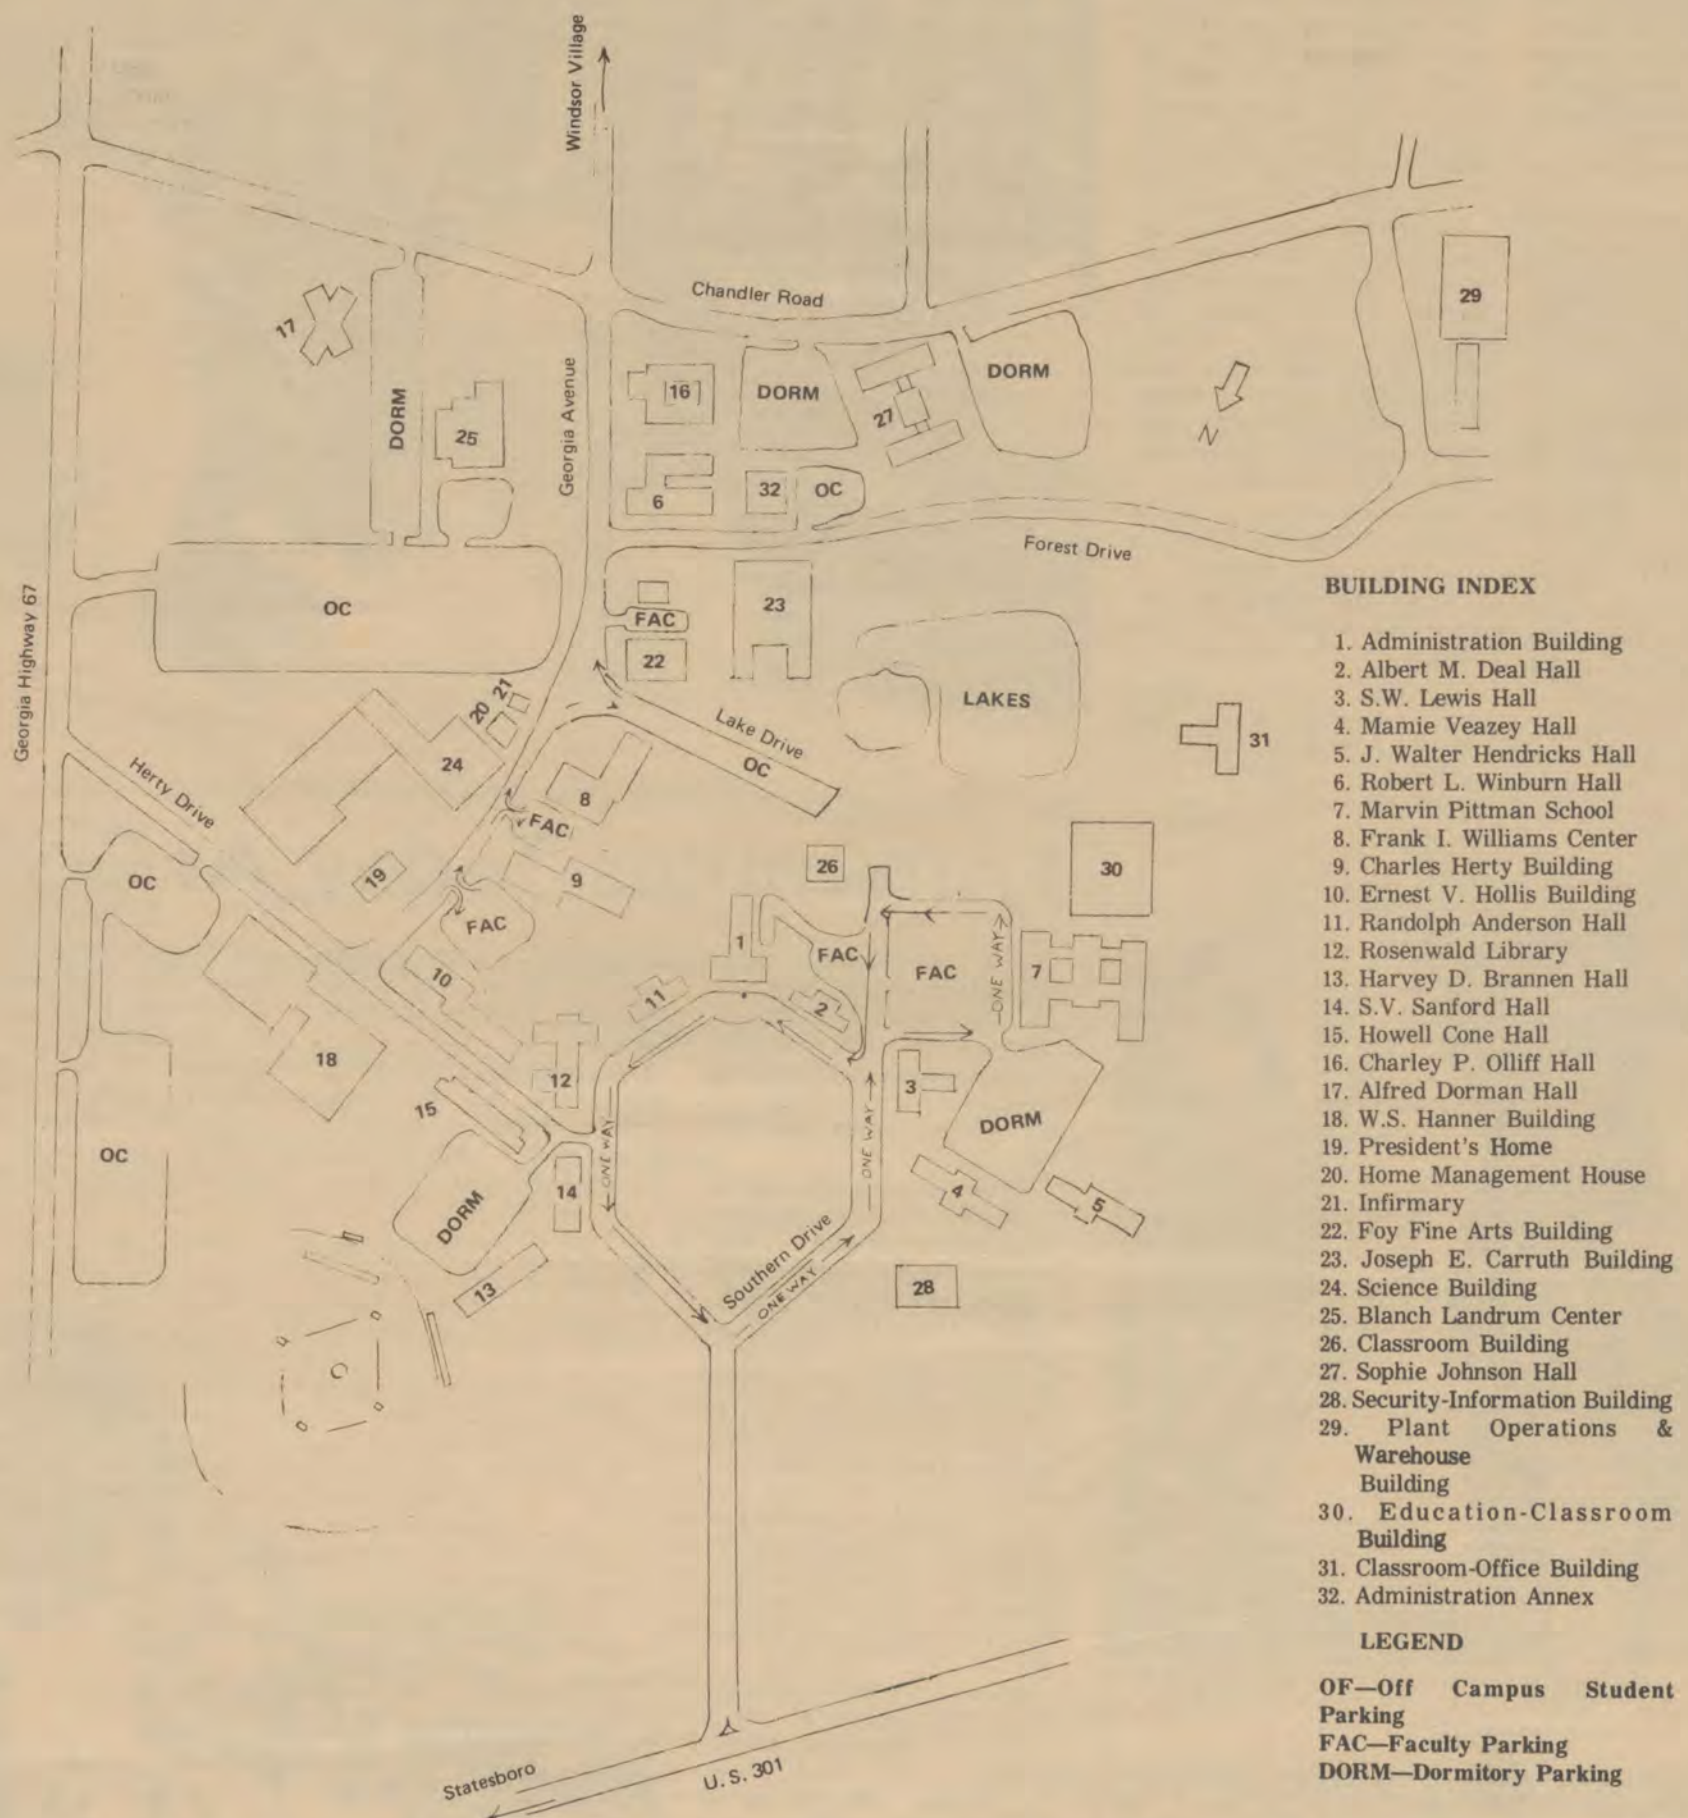 Windsor Village
Chandler Road
17
DORM
25
Georgia Avenue
16
DORM
27
DORM
N
29
6
32
OC
Forest Drive
Georgia Highway 67
OC
FAC
22
23
LAKES
31
20
21
Lake Drive
OC
24
Herty Drive
8
FAC
OC
19
9
26
30
FAC
10
1
FAC
FAC
ONE WAY
7
11
2
18
12
3
15
DORM
OC
ONE WAY
ONE WAY
14
4
5
DORM
13
Southern Drive
ONE WAY
28
Statesboro
U.S. 301
BUILDING INDEX
1. Administration Building
2. Albert M. Deal Hall
3. S.W. Lewis Hall
4. Mamie Veazey Hall
5. J. Walter Hendricks Hall
6. Robert L. Winburn Hall
7. Marvin Pittman School
8. Frank I. Williams Center
9. Charles Herty Building
10. Ernest V. Hollis Building
11. Randolph Anderson Hall
12. Rosenwald Library
13. Harvey D. Brannen Hall
14. S.V. Sanford Hall
15. Howell Cone Hall
16. Charley P. Olliff Hall
17. Alfred Dorman Hall
18. W.S. Hanner Building
19. President's Home
20. Home Management House
21. Infirmary
22. Foy Fine Arts Building
23. Joseph E. Carruth Building
24. Science Building
25. Blanch Landrum Center
26. Classroom Building
27. Sophie Johnson Hall
28. Security-Information Building
29. Plant Operations &
Warehouse
Building
30. Education-Classroom
Building
31. Classroom-Office Building
32. Administration Annex
LEGEND
OF—Off Campus Student
Parking
FAC—Faculty Parking
DORM—Dormitory Parking